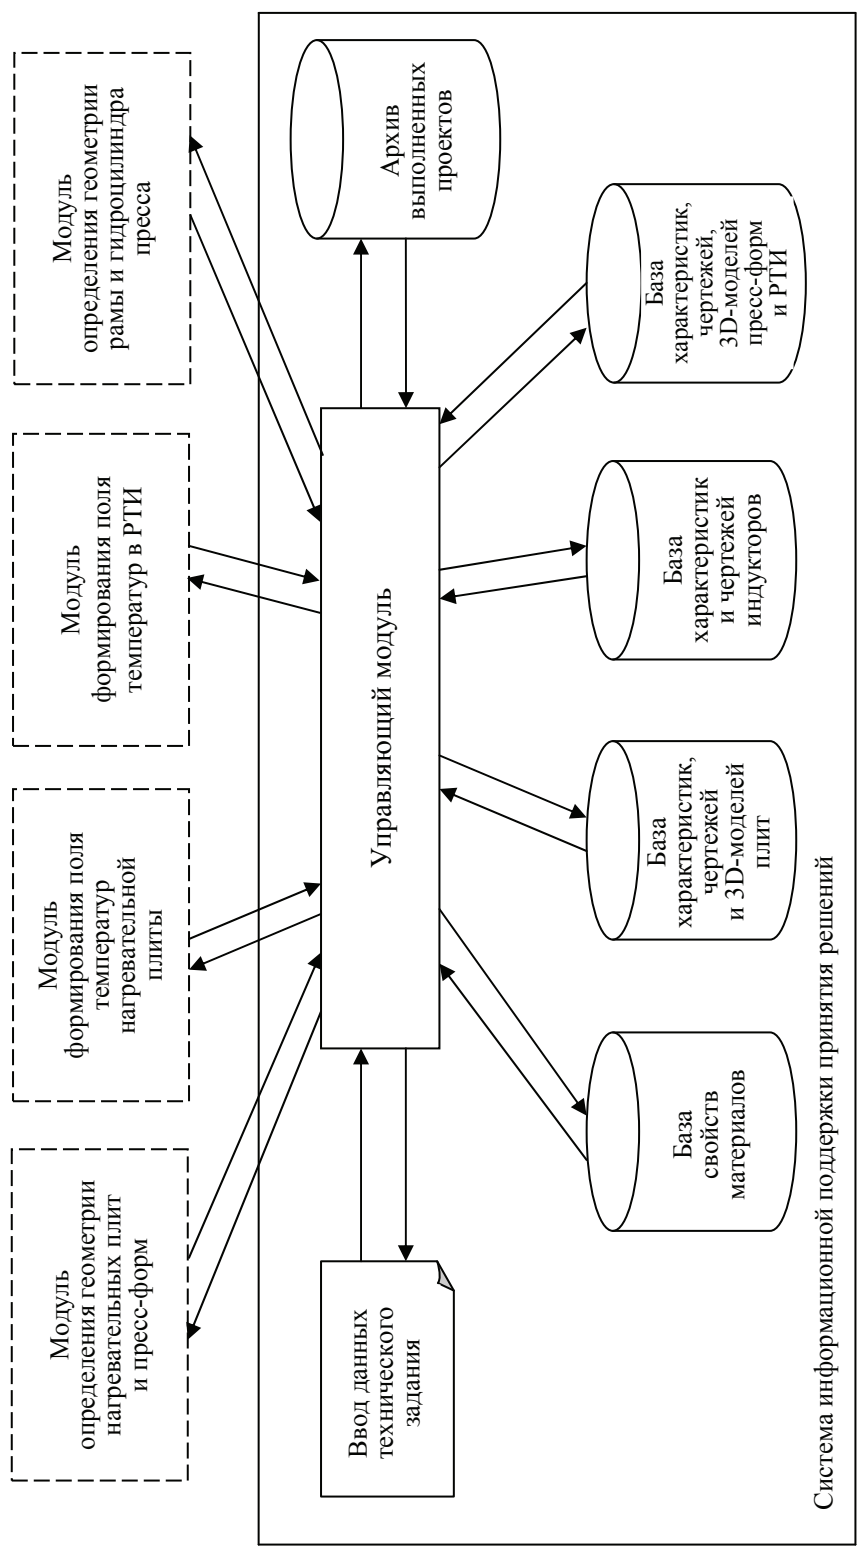 Модуль
определения геометрии
нагревательных плит
и пресс-форм
Модуль
формирования поля
температур
нагревательной
плиты
Модуль
формирования поля
температур в РТИ
Модуль
определения геометрии
рамы и гидроцилиндра
пресса
Ввод данных
технического
задания
Управляющий модуль
Архив
выполненных
проектов
База
свойств
материалов
База
характеристик,
чертежей
и 3D-моделей
плит
База
характеристик
и чертежей
индукторов
База
характеристик,
чертежей,
3D-моделей
пресс-форм
и РТИ
Система информационной поддержки принятия решений